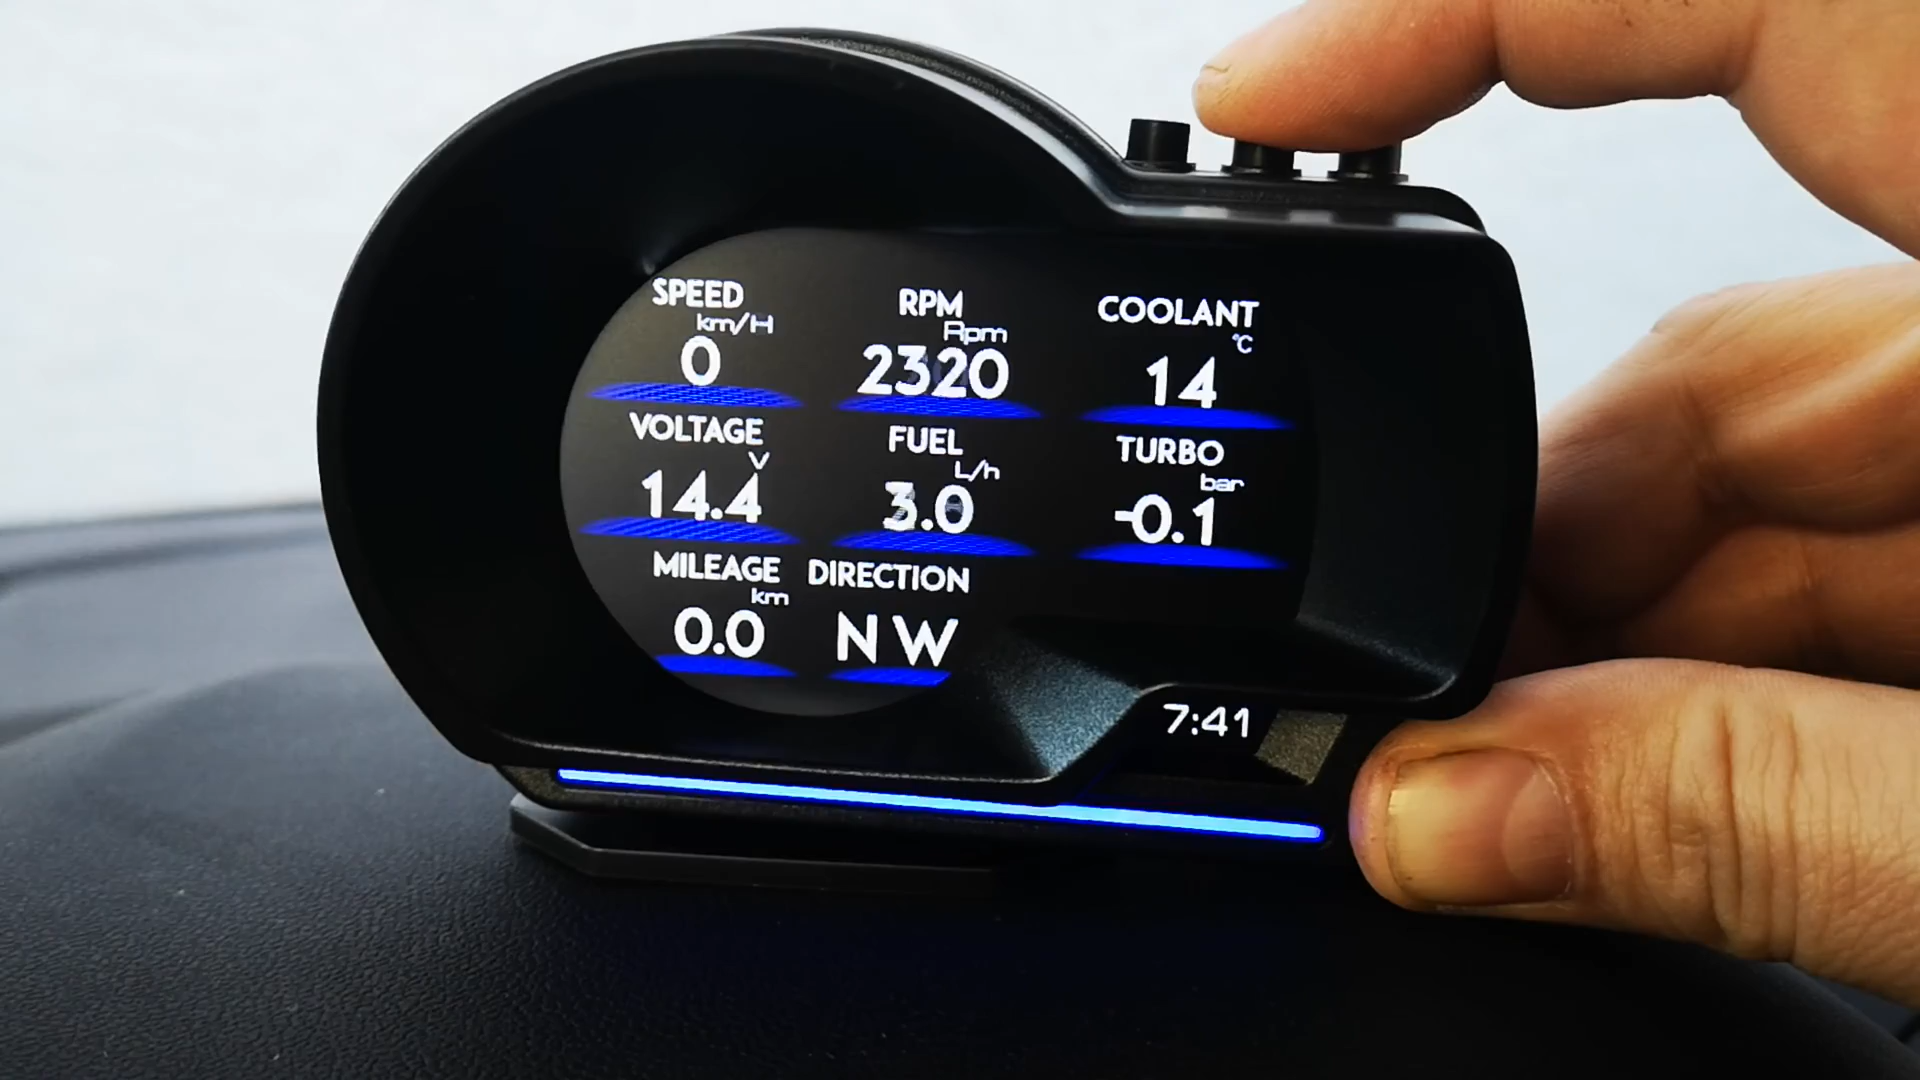 SPEED
km/H
0
RPM
Rpm
2320
COOLANT
°C
14
VOLTAGE
V
14.4
FUEL
L/h
3.0
TURBO
bar
-0.1
MILEAGE
km
0.0
DIRECTION
N W
7:41